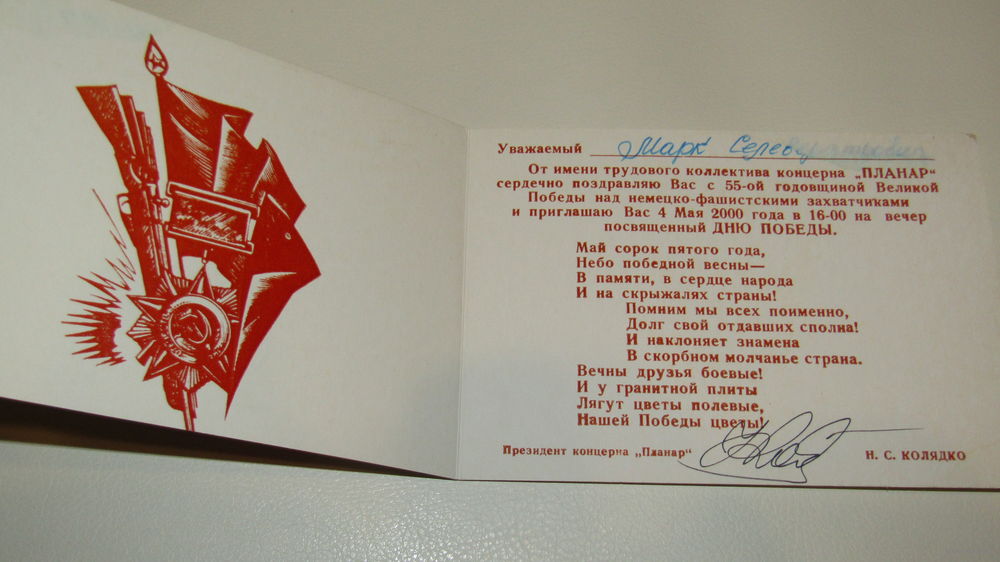 Уважаемый Марк
От имени трудового коллектива концерна „ПЛАНАР“
сердечно поздравляю Вас с 55-ой годовщиной Великой
Победы над немецко-фашистскими захватчиками
и приглашаю Вас 4 Мая 2000 года в 16-00 на вечер
посвященный ДНЮ ПОБЕДЫ.
Май сорок пятого года,
Небо победной весны—
В памяти, в сердце народа
И на скрыжалях страны!
Помним мы всех поименно,
Долг свой отдавших сполна!
И наклоняет знамена
В скорбном молчанье страна.
Вечны друзья боевые!
И у гранитной плиты
Лягут цветы полевые,
Нашей Победы цветы!
Президент концерна „Планар“ Н. С. КОЛЯДКО